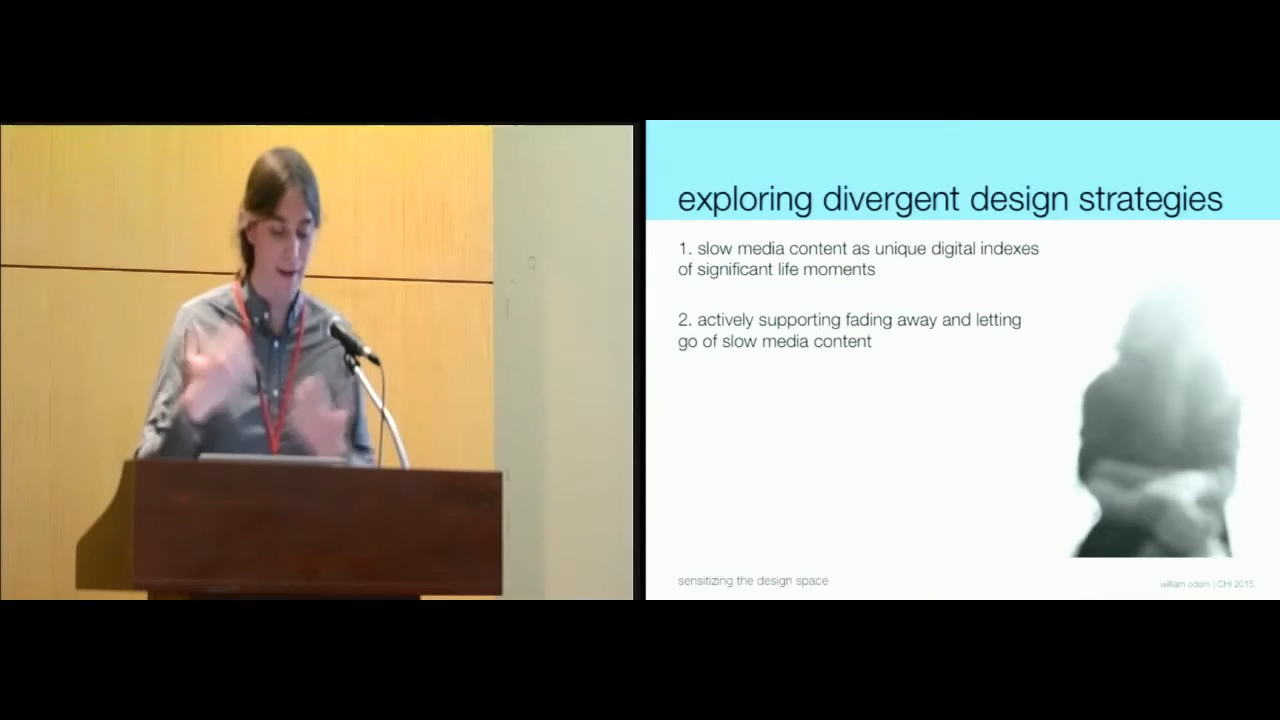 exploring divergent design strategies
1. slow media content as unique digital indexes
of significant life moments
2. actively supporting fading away and letting
go of slow media content
sensitizing the design space
william odom | CHI 2015